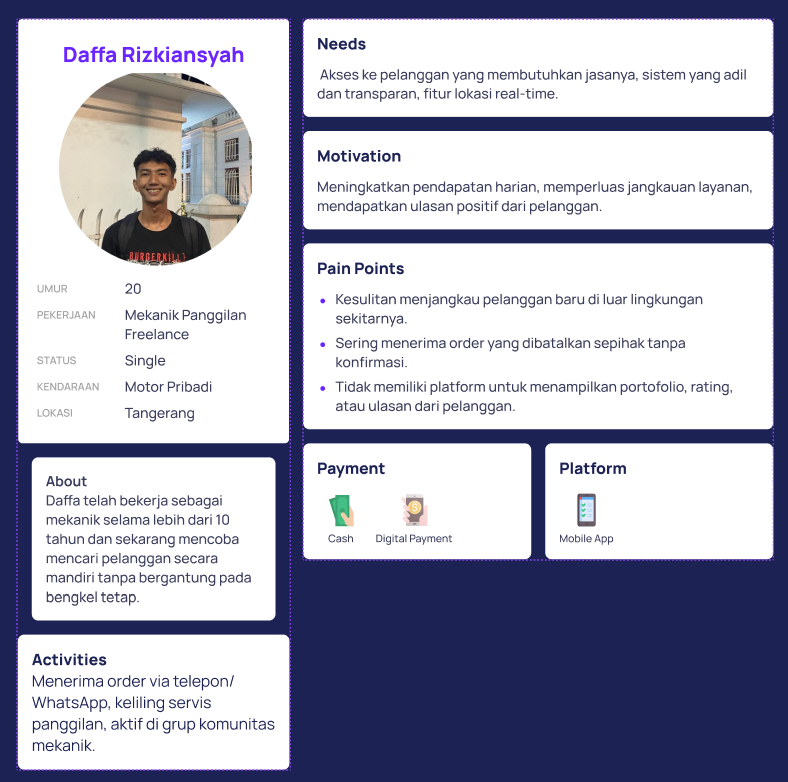 Daffa Rizkiansyah
BURGERKILL
UMUR 20
PEKERJAAN Mekanik Panggilan
Freelance
STATUS Single
KENDARAAN Motor Pribadi
LOKASI Tangerang
About
Daffa telah bekerja sebagai
mekanik selama lebih dari 10
tahun dan sekarang mencoba
mencari pelanggan secara
mandiri tanpa bergantung pada
bengkel tetap.
Activities
Menerima order via telepon/
WhatsApp, keliling servis
panggilan, aktif di grup komunitas
mekanik.
Needs
Akses ke pelanggan yang membutuhkan jasanya, sistem yang adil
dan transparan, fitur lokasi real-time.
Motivation
Meningkatkan pendapatan harian, memperluas jangkauan layanan,
mendapatkan ulasan positif dari pelanggan.
Pain Points
• Kesulitan menjangkau pelanggan baru di luar lingkungan
sekitarnya.
• Sering menerima order yang dibatalkan sepihak tanpa
konfirmasi.
• Tidak memiliki platform untuk menampilkan portofolio, rating,
atau ulasan dari pelanggan.
Payment
Cash
Digital Payment
Platform
Mobile App